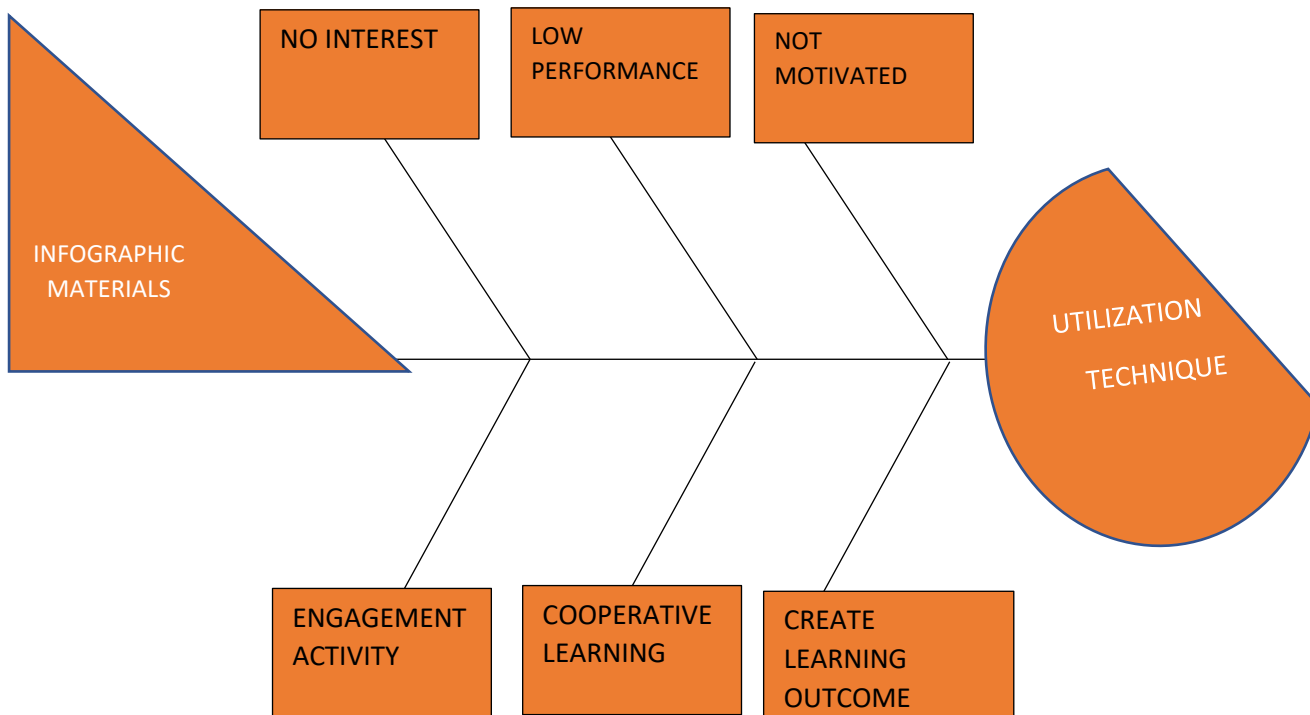 NO INTEREST
LOW
PERFORMANCE
NOT
MOTIVATED
INFOGRAPHIC
MATERIALS
UTILIZATION
TECHNIQUE
ENGAGEMENT
ACTIVITY
COOPERATIVE
LEARNING
CREATE
LEARNING
OUTCOME